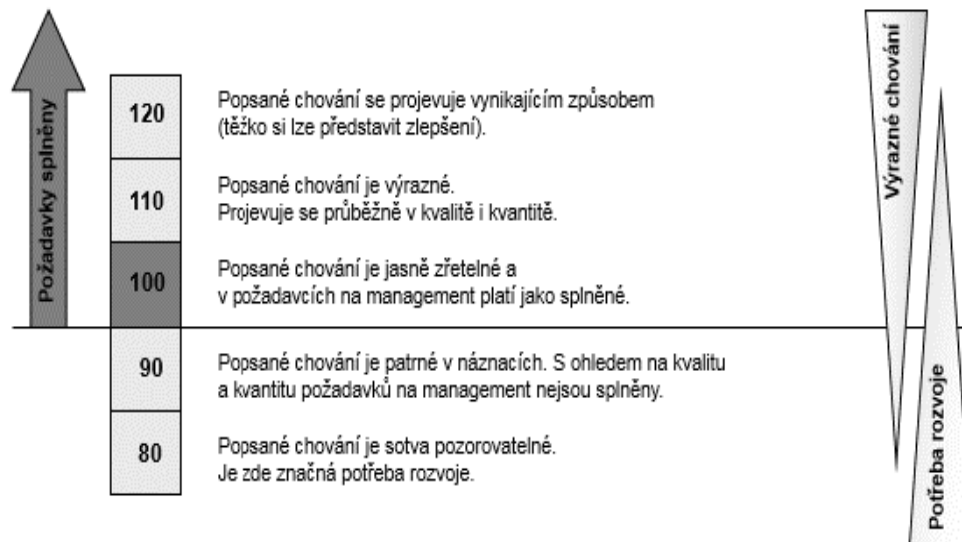 Požadavky splněny
120
Popsané chování se projevuje vynikajícím způsobem
(těžko si lze představit zlepšení).
110
Popsané chování je výrazné.
Projevuje se průběžně v kvalitě i kvantitě.
100
Popsané chování je jasně zřetelné a
v požadavcích na management platí jako splněné.
90
Popsané chování je patrné v náznacích. S ohledem na kvalitu
a kvantitu požadavků na management nejsou splněny.
80
Popsané chování je sotva pozorovatelné.
Je zde značná potřeba rozvoje.
Výrazné chování
Potřeba rozvoje